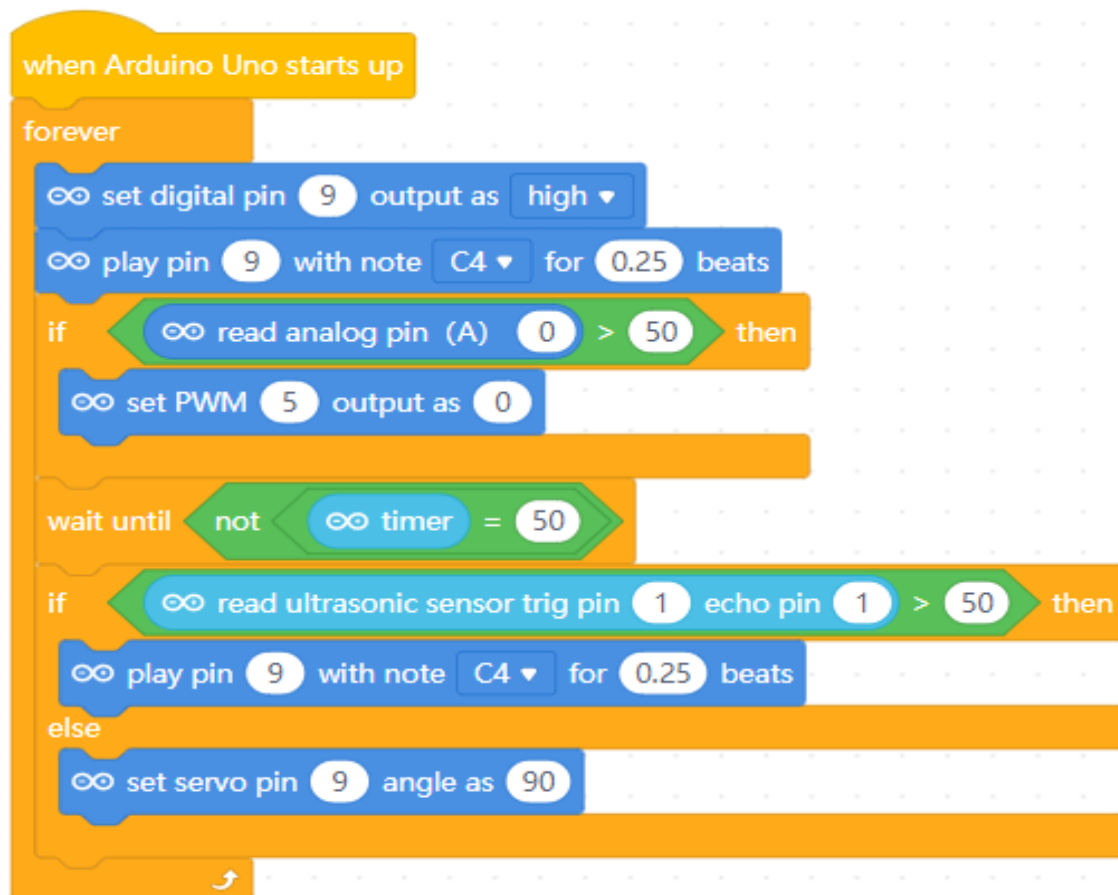 when Arduino Uno starts up
forever
set digital pin 9 output as high
play pin 9 with note C4 for 0.25 beats
if read analog pin (A) 0 > 50 then
set PWM 5 output as 0
wait until not timer = 50
if read ultrasonic sensor trig pin 1 echo pin 1 > 50 then
play pin 9 with note C4 for 0.25 beats
else
set servo pin 9 angle as 90